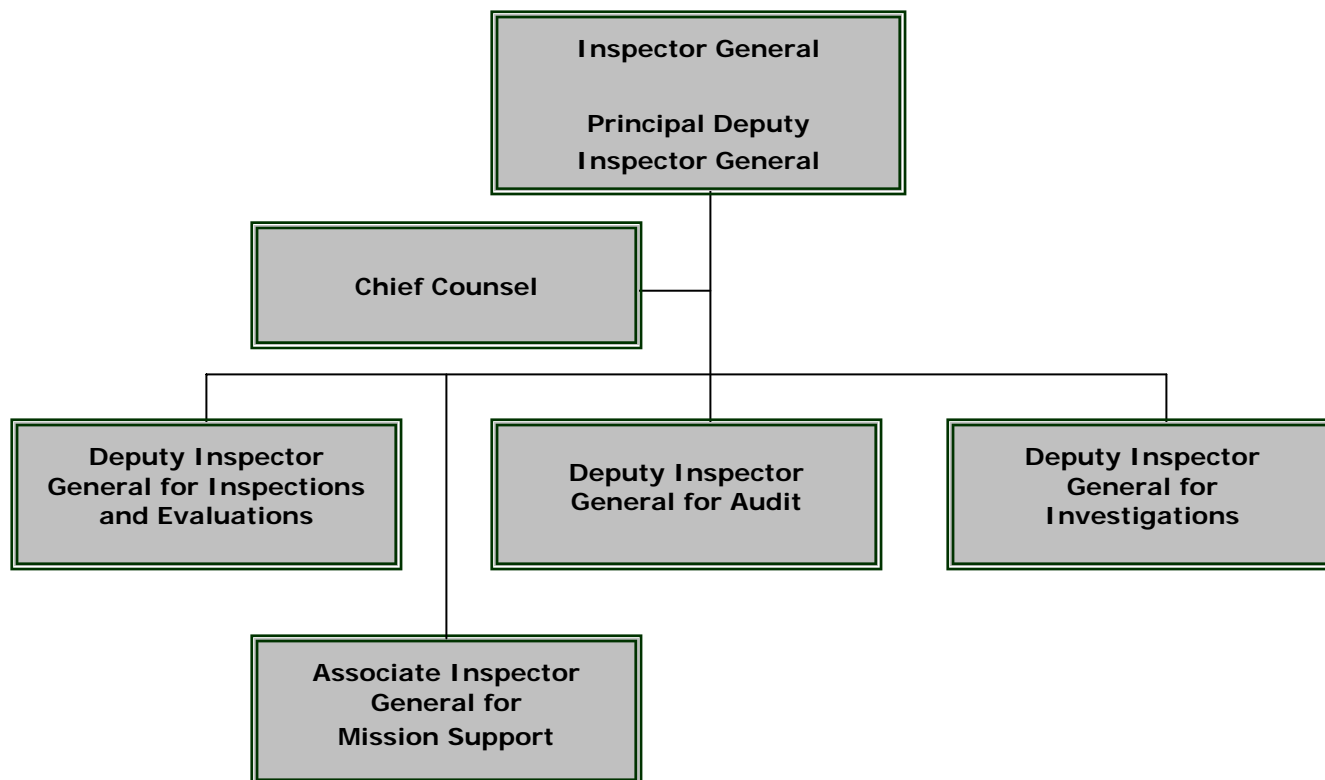 Inspector General
Principal Deputy
Inspector General
Chief Counsel
Deputy Inspector
General for Inspections
and Evaluations
Deputy Inspector
General for Audit
Deputy Inspector
General for
Investigations
Associate Inspector
General for
Mission Support